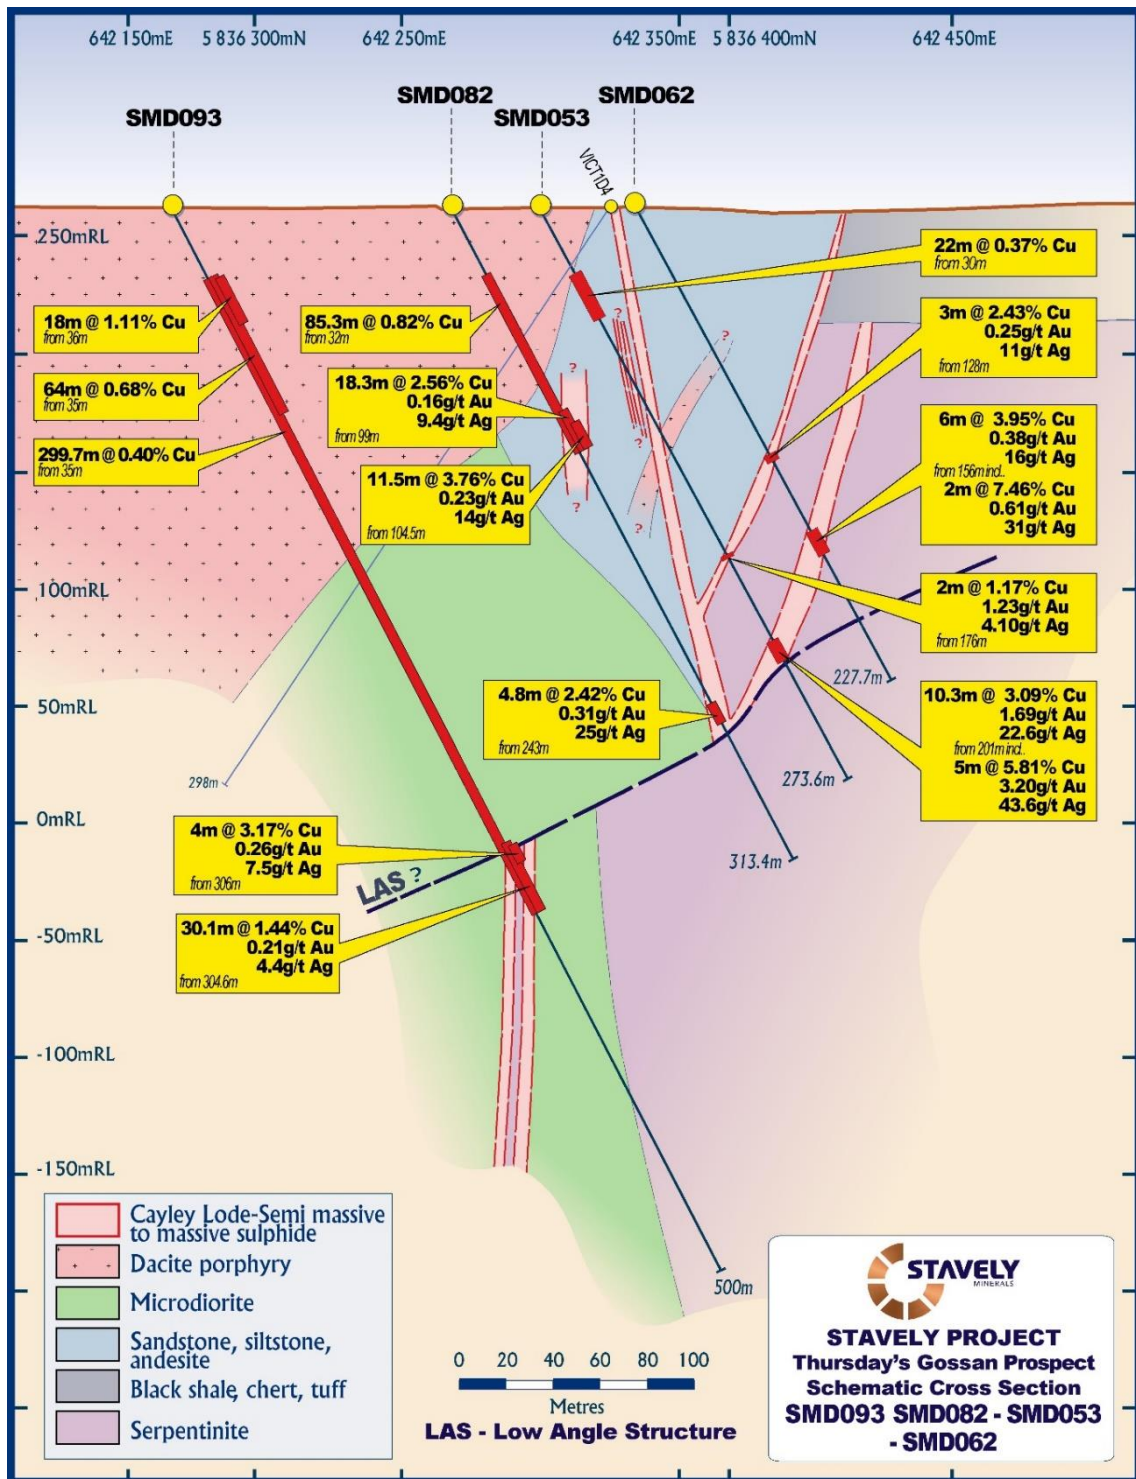 642 150mE
5 836 300mN
642 250mE
642 350mE
5 836 400mN
642 450mE
SMD093
SMD082
SMD053
SMD062
VICT1D4
250mRL
100mRL
50mRL
0mRL
-50mRL
-100mRL
-150mRL
18m @ 1.11% Cu
from 36m
64m @ 0.68% Cu
from 35m
299.7m @ 0.40% Cu
from 35m
85.3m @ 0.82% Cu
from 32m
18.3m @ 2.56% Cu
0.16g/t Au
9.4g/t Ag
from 99m
11.5m @ 3.76% Cu
0.23g/t Au
14g/t Ag
from 104.5m
22m @ 0.37% Cu
from 30m
3m @ 2.43% Cu
0.25g/t Au
11g/t Ag
from 128m
6m @ 3.95% Cu
0.38g/t Au
16g/t Ag
from 156m incl..
2m @ 7.46% Cu
0.61g/t Au
31g/t Ag
2m @ 1.17% Cu
1.23g/t Au
4.10g/t Ag
from 176m
10.3m @ 3.09% Cu
1.69g/t Au
22.6g/t Ag
from 201m incl..
5m @ 5.81% Cu
3.20g/t Au
43.6g/t Ag
4.8m @ 2.42% Cu
0.31g/t Au
25g/t Ag
from 243m
4m @ 3.17% Cu
0.26g/t Au
7.5g/t Ag
from 306m
30.1m @ 1.44% Cu
0.21g/t Au
4.4g/t Ag
from 304.6m
?
?
?
?
?
?
LAS ?
298m
227.7m
273.6m
313.4m
500m
Cayley Lode-Semi massive
to massive sulphide
Dacite porphyry
Microdiorite
Sandstone, siltstone,
andesite
Black shale, chert, tuff
Serpentinite
0 20 40 60 80 100
Metres
LAS - Low Angle Structure
STAVELY
MINERALS
STAVELY PROJECT
Thursday's Gossan Prospect
Schematic Cross Section
SMD093 SMD082 - SMD053
- SMD062